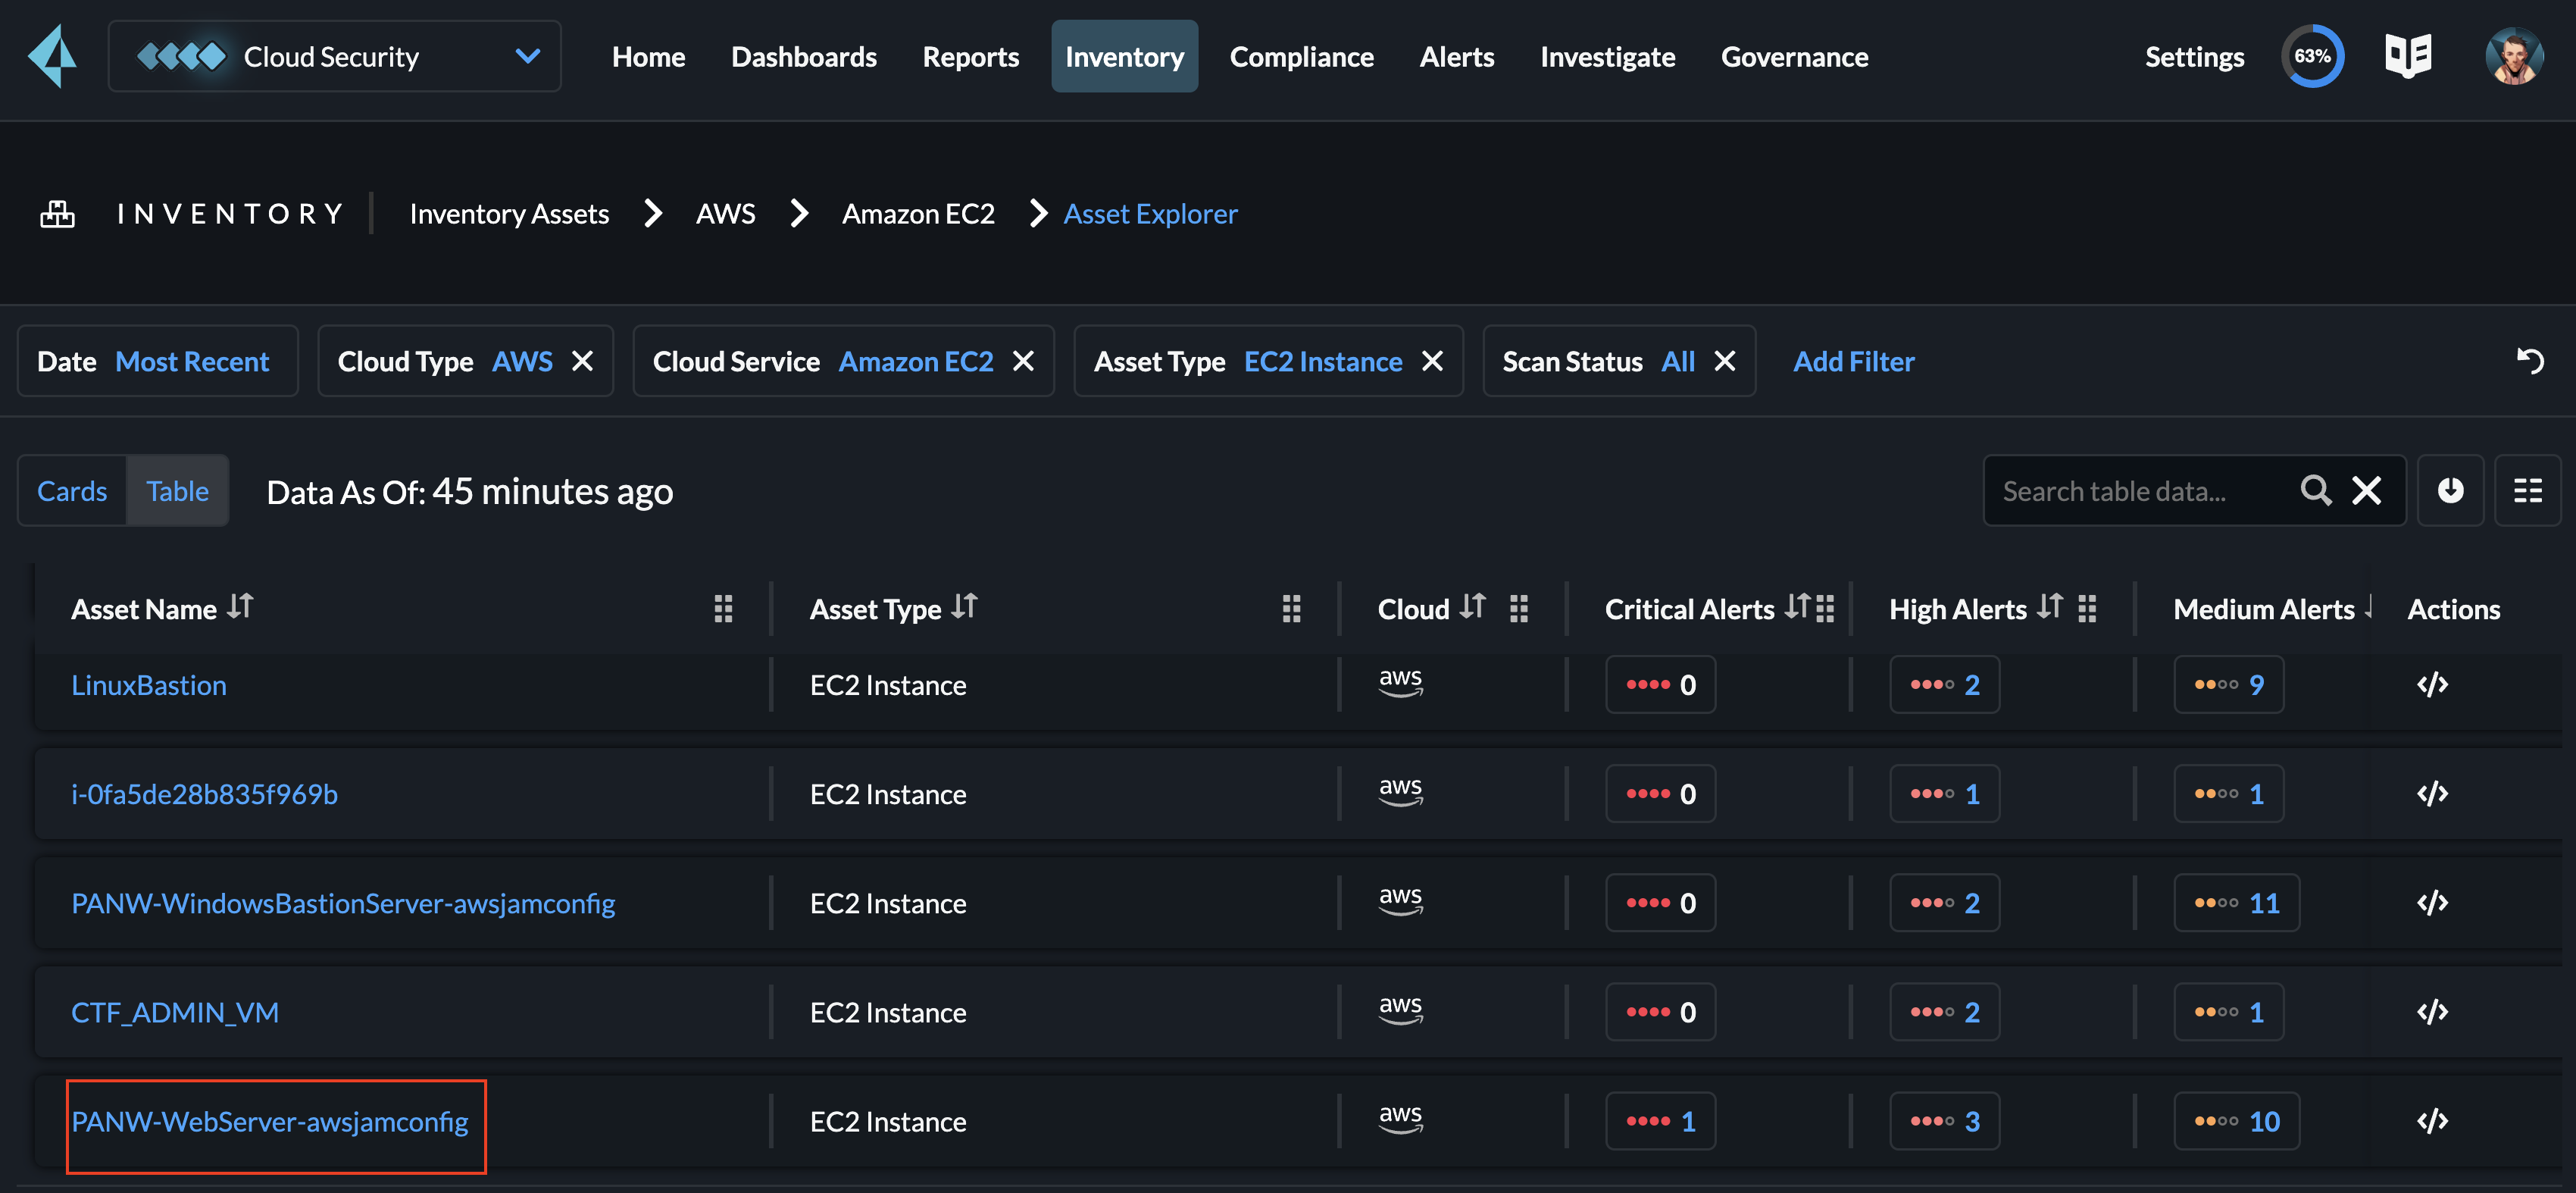 Cloud Security Home Dashboards Reports Inventory Compliance Alerts Investigate Governance Settings 63%
INVENTORY Inventory Assets AWS Amazon EC2 Asset Explorer
Date Most Recent Cloud Type AWS Cloud Service Amazon EC2 Asset Type EC2 Instance Scan Status All Add Filter
Cards Table Data As Of: 45 minutes ago Search table data...
Asset Name Asset Type Cloud Critical Alerts High Alerts Medium Alerts Actions
LinuxBastion EC2 Instance aws 0 2 9 </>
i-0fa5de28b835f969b EC2 Instance aws 0 1 1 </>
PANW-WindowsBastionServer-awsjamconfig EC2 Instance aws 0 2 11 </>
CTF_ADMIN_VM EC2 Instance aws 0 2 1 </>
PANW-WebServer-awsjamconfig EC2 Instance aws 1 3 10 </>